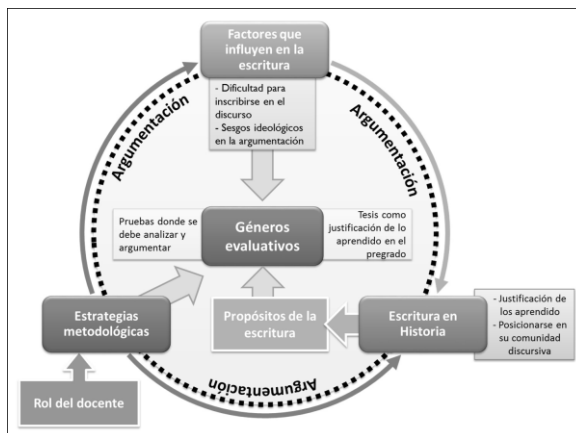 Factores que
influyen en la
escritura
- Dificultad para
inscribirse en el
discurso
- Sesgos ideológicos
en la argumentación
Argumentación
Argumentación
Pruebas donde se
debe analizar y
argumentar
Géneros
evaluativos
Tesis como
justificación de lo
aprendido en el
pregrado
Estrategias
metodológicas
Propósitos de la
escritura
Escritura en
Historia
- Justificación de
los aprendido
- Posicionarse en
su comunidad
discursiva
Argumentación
Rol del docente